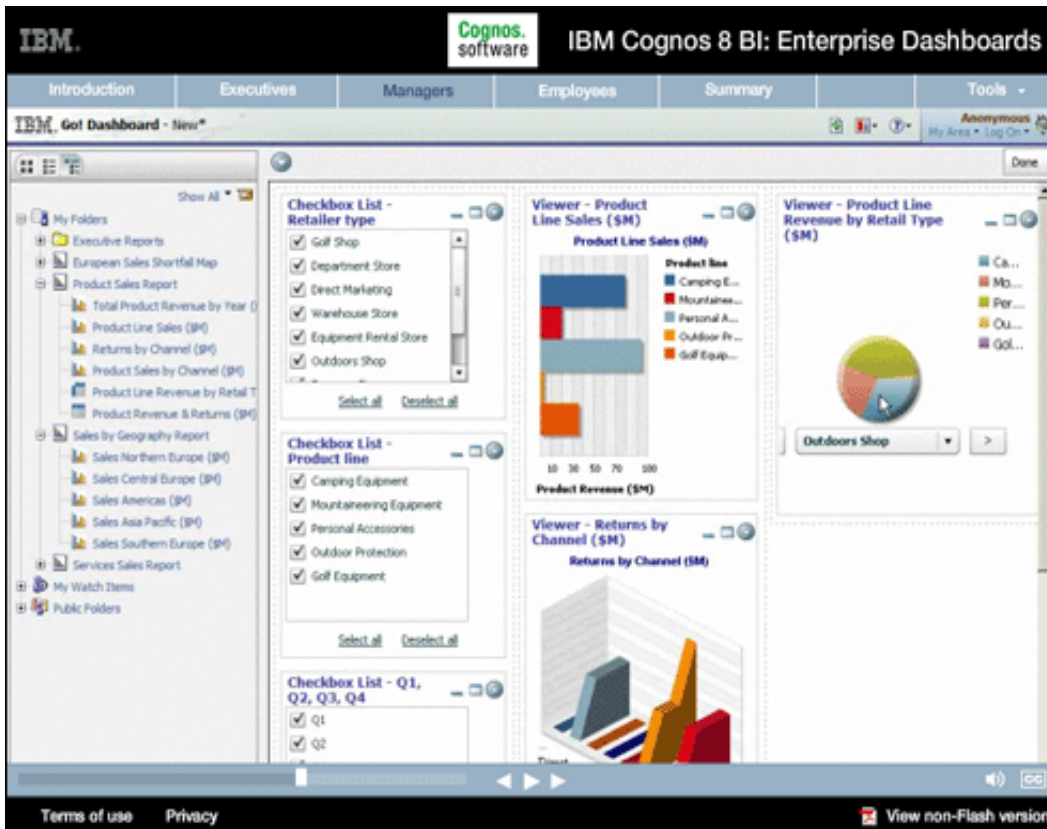 IBM.
Cognos.
software
IBM Cognos 8 BI: Enterprise Dashboards
Introduction
Executives
Managers
Employees
Summary
Tools
IBM. Go! Dashboard - New*
Anonymous
My Area Log On
Done
Show All
My Folders
Executive Reports
European Sales Shortfall Map
Product Sales Report
Total Product Revenue by Year (
Product Line Sales ($M)
Returns by Channel ($M)
Product Sales by Channel ($M)
Product Line Revenue by Retail T
Product Revenue & Returns ($M)
Sales by Geography Report
Sales Northern Europe ($M)
Sales Central Europe ($M)
Sales Americas ($M)
Sales Asia Pacific ($M)
Sales Southern Europe ($M)
Services Sales Report
My Watch Items
Public Folders
Checkbox List -
Retailer type
Golf Shop
Department Store
Direct Marketing
Warehouse Store
Equipment Rental Store
Outdoors Shop
Select all Deselect all
Checkbox List -
Product line
Camping Equipment
Mountaineering Equipment
Personal Accessories
Outdoor Protection
Golf Equipment
Select all Deselect all
Checkbox List - Q1,
Q2, Q3, Q4
Q1
Q2
Viewer - Product
Line Sales ($M)
Product Line Sales ($M)
Product line
Camping E...
Mountainee...
Personal A...
Outdoor Pr...
Golf Equip...
10 30 50 70 100
Product Revenue ($M)
Viewer - Returns by
Channel ($M)
Returns by Channel ($M)
Direct
Viewer - Product Line
Revenue by Retail Type
($M)
Ca...
Mo...
Per...
Ou...
Gol...
Outdoors Shop
>
CC
Terms of use
Privacy
View non-Flash version